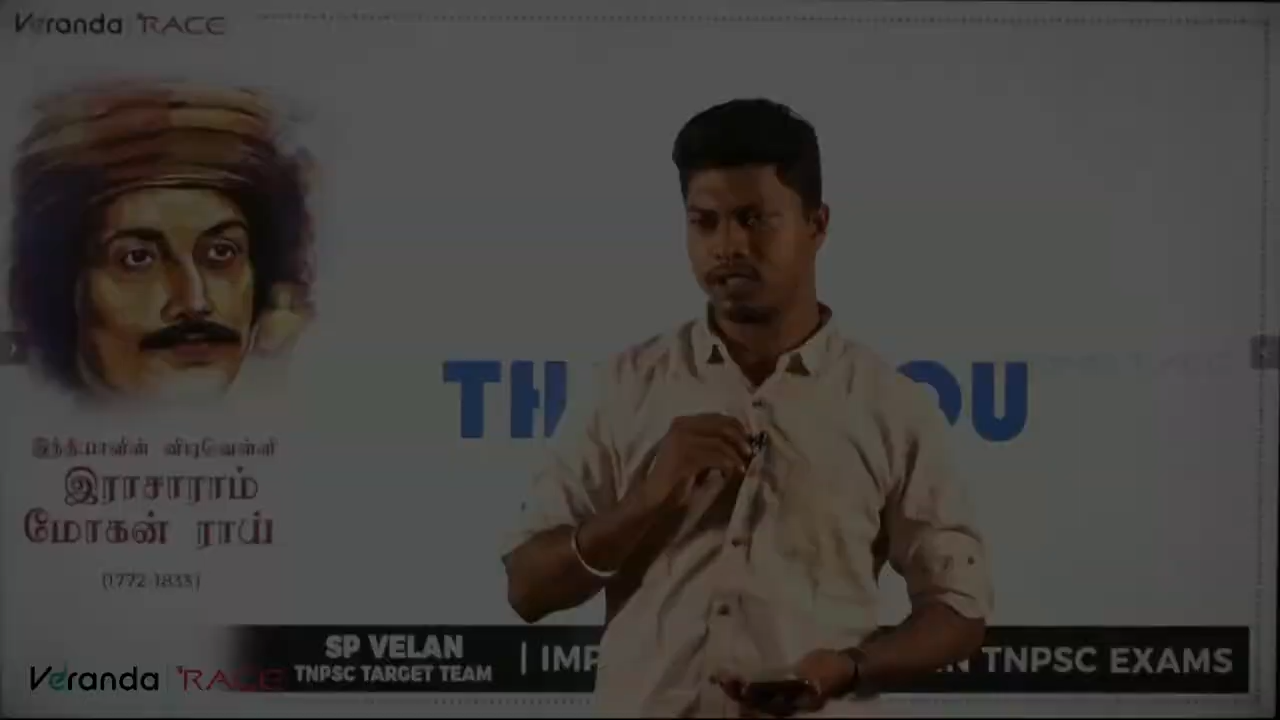 Veranda RACE
TH OU
இந்தியாவின் விடிவெள்ளி
இராசாராம்
மோகன் ராய்
(1772-1833)
SP VELAN
TNPSC TARGET TEAM
| IMP N TNPSC EXAMS
Veranda RACE